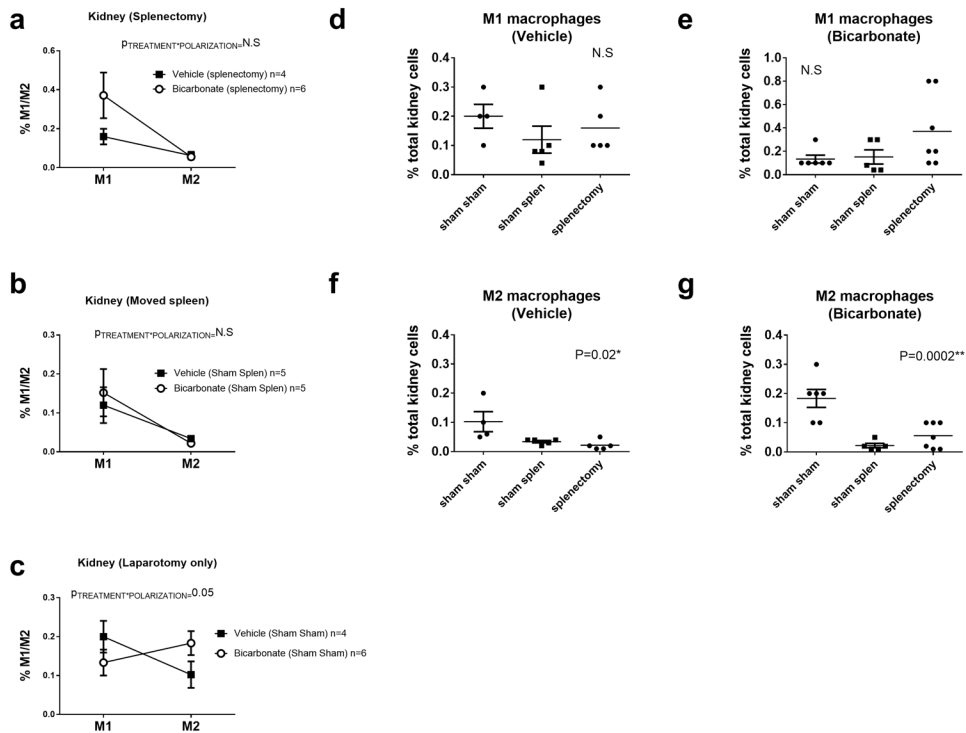 a
Kidney (Splenectomy)
pTREATMENT*POLARIZATION=N.S
Vehicle (splenectomy) n=4
Bicarbonate (splenectomy) n=6
% M1/M2
0.6
0.4
0.2
0.0
M1 M2
b
Kidney (Moved spleen)
pTREATMENT*POLARIZATION=N.S
Vehicle (Sham Splen) n=5
Bicarbonate (Sham Splen) n=5
% M1/M2
0.3
0.2
0.1
0.0
M1 M2
c
Kidney (Laparotomy only)
pTREATMENT*POLARIZATION=0.05
Vehicle (Sham Sham) n=4
Bicarbonate (Sham Sham) n=6
% M1/M2
0.3
0.2
0.1
0.0
M1 M2
d
M1 macrophages
(Vehicle)
N.S
% total kidney cells
0.4
0.3
0.2
0.1
0.0
sham sham
sham splen
splenectomy
e
M1 macrophages
(Bicarbonate)
N.S
% total kidney cells
1.0
0.8
0.6
0.4
0.2
0.0
sham sham
sham splen
splenectomy
f
M2 macrophages
(Vehicle)
P=0.02*
% total kidney cells
0.4
0.3
0.2
0.1
0.0
sham sham
sham splen
splenectomy
g
M2 macrophages
(Bicarbonate)
P=0.0002**
% total kidney cells
0.4
0.3
0.2
0.1
0.0
sham sham
sham splen
splenectomy